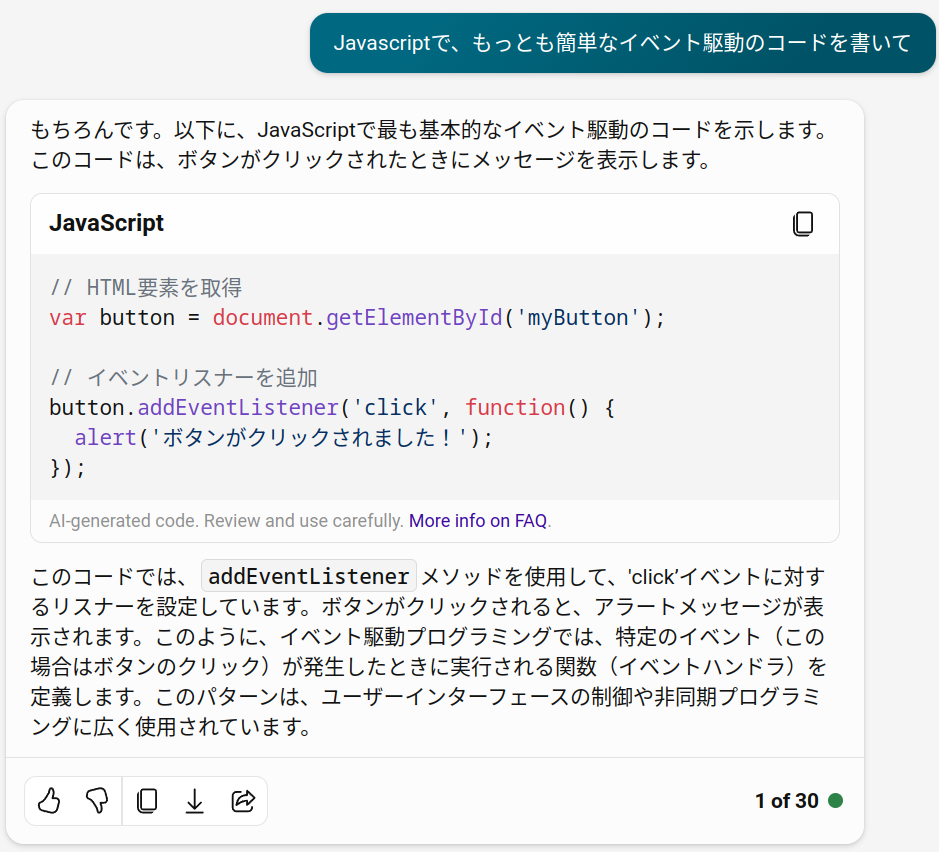 Javascriptで、もっとも簡単なイベント駆動のコードを書いて
もちろんです。以下に、JavaScriptで最も基本的なイベント駆動のコードを示します。
このコードは、ボタンがクリックされたときにメッセージを表示します。
JavaScript
// HTML要素を取得
var button = document.getElementById('myButton');
// イベントリスナーを追加
button.addEventListener('click', function() {
  alert('ボタンがクリックされました！');
});
AI-generated code. Review and use carefully. More info on FAQ.
このコードでは、 addEventListener メソッドを使用して、'click’イベントに対す
るリスナーを設定しています。ボタンがクリックされると、アラートメッセージが表
示されます。このように、イベント駆動プログラミングでは、特定のイベント（この
場合はボタンのクリック）が発生したときに実行される関数（イベントハンドラ）を
定義します。このパターンは、ユーザーインターフェースの制御や非同期プログラミ
ングに広く使用されています。
1 of 30